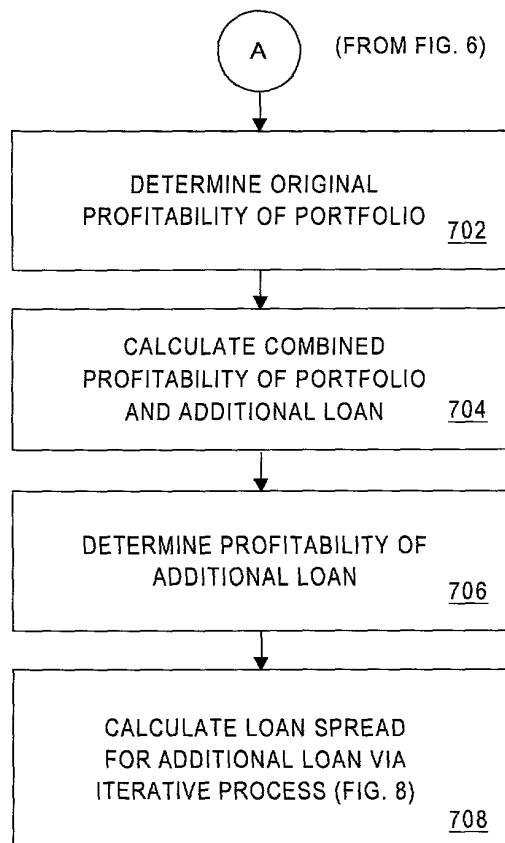 A (FROM FIG. 6)
DETERMINE ORIGINAL
PROFITABILITY OF PORTFOLIO
702
CALCULATE COMBINED
PROFITABILITY OF PORTFOLIO
AND ADDITIONAL LOAN
704
DETERMINE PROFITABILITY OF
ADDITIONAL LOAN
706
CALCULATE LOAN SPREAD
FOR ADDITIONAL LOAN VIA
ITERATIVE PROCESS (FIG. 8)
708